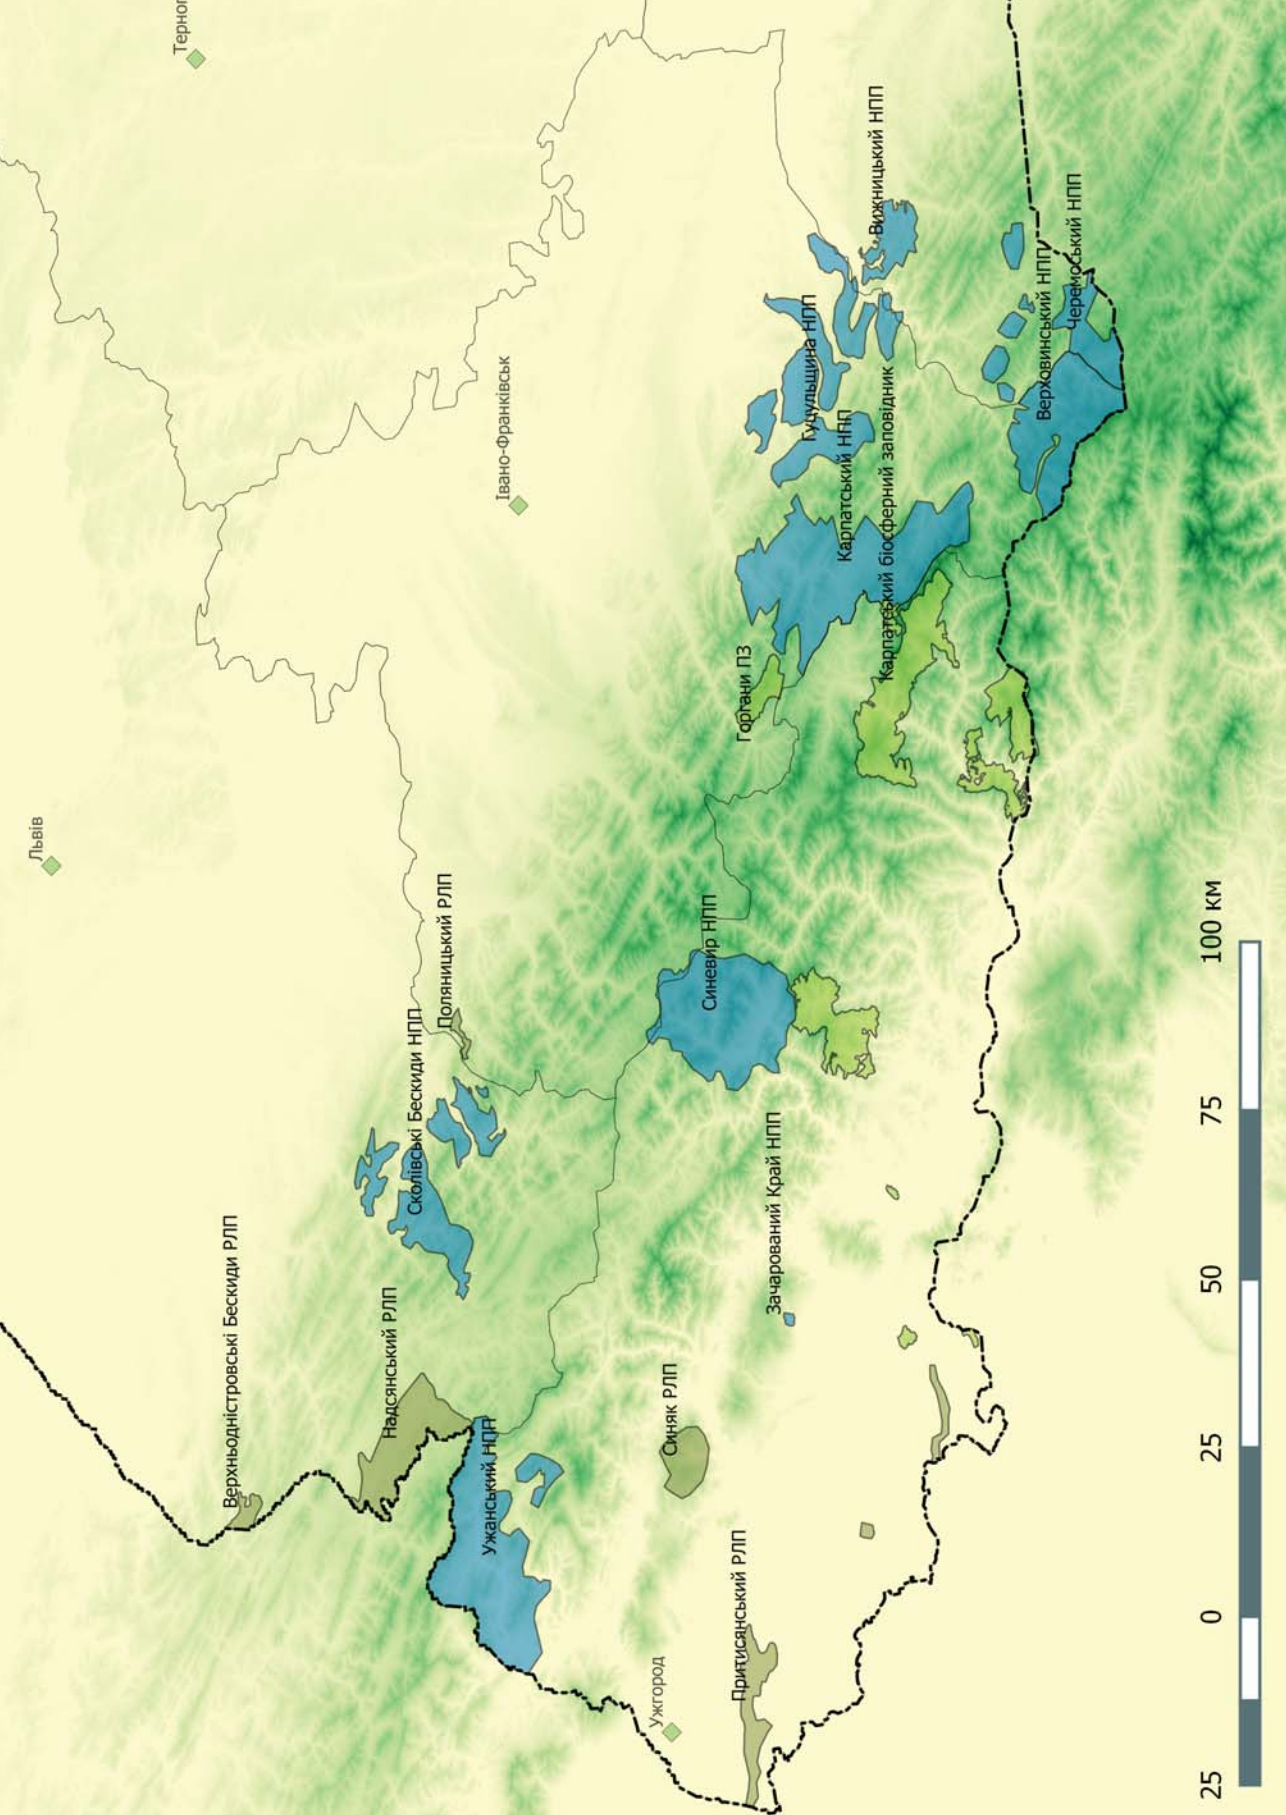 Львів
Терног
Верхньодністровські Бескиди РЛП
Надсянський РЛП
Сколівські Бескиди НПП
Поляницький РЛП
Івано-Франківськ
Ужанський НПП
Синяк РЛП
Ужгород
Притисянський РЛП
Зачарований Край НПП
Синевир НПП
Горгани ПЗ
Карпатський біосферний заповідник
Карпатський НПП
Гуцульщина НПП
Вижницький НПП
Верховинський НПП
Черемоський НПП
25 0 25 50 75 100 км